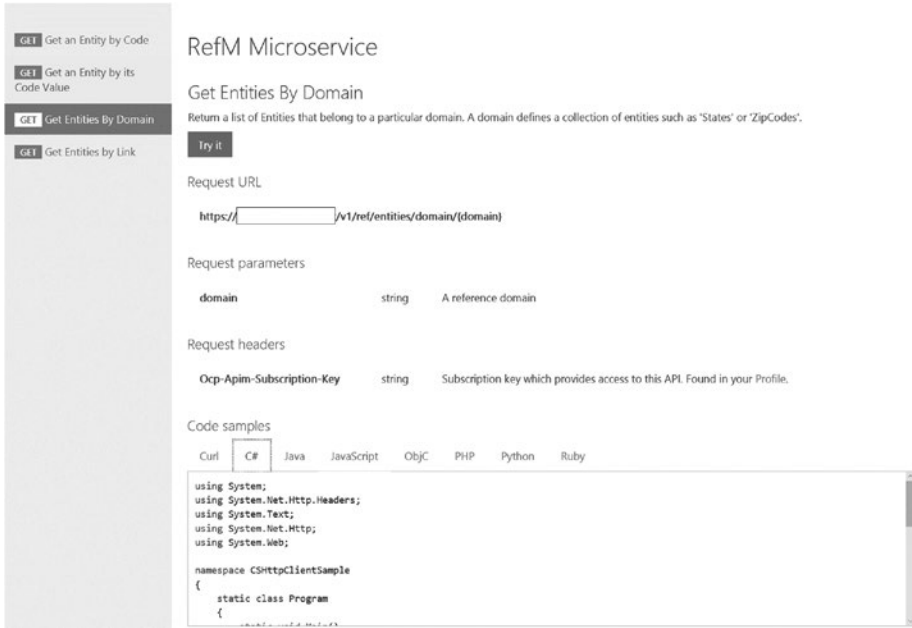 GET Get an Entity by Code
GET Get an Entity by its
Code Value
GET Get Entities By Domain
GET Get Entities by Link
RefM Microservice
Get Entities By Domain
Return a list of Entities that belong to a particular domain. A domain defines a collection of entities such as 'States' or 'ZipCodes'.
Try it
Request URL
https:// /v1/ref/entities/domain/{domain}
Request parameters
domain string A reference domain
Request headers
Ocp-Apim-Subscription-Key string Subscription key which provides access to this API. Found in your Profile.
Code samples
Curl C# Java JavaScript ObjC PHP Python Ruby
using System;
using System.Net.Http.Headers;
using System.Text;
using System.Net.Http;
using System.Web;
namespace CSHttpClientSample
{
static class Program
{
static void Main()